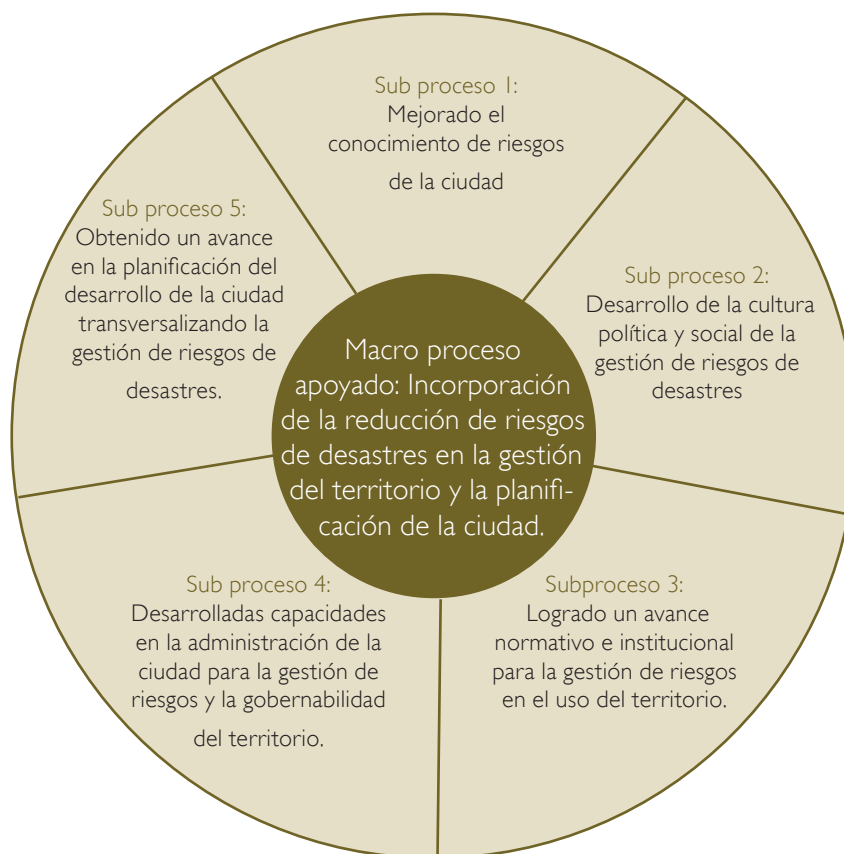 Sub proceso 1:
Mejorado el
conocimiento de riesgos
de la ciudad
Sub proceso 2:
Desarrollo de la cultura
política y social de la
gestión de riesgos de
desastres
Subproceso 3:
Logrado un avance
normativo e institucional
para la gestión de riesgos
en el uso del territorio.
Sub proceso 4:
Desarrolladas capacidades
en la administración de la
ciudad para la gestión de
riesgos y la gobernabilidad
del territorio.
Sub proceso 5:
Obtenido un avance
en la planificación del
desarrollo de la ciudad
transversalizando la
gestión de riesgos de
desastres.
Macro proceso
apoyado: Incorporación
de la reducción de riesgos
de desastres en la gestión
del territorio y la planifi-
cación de la ciudad.